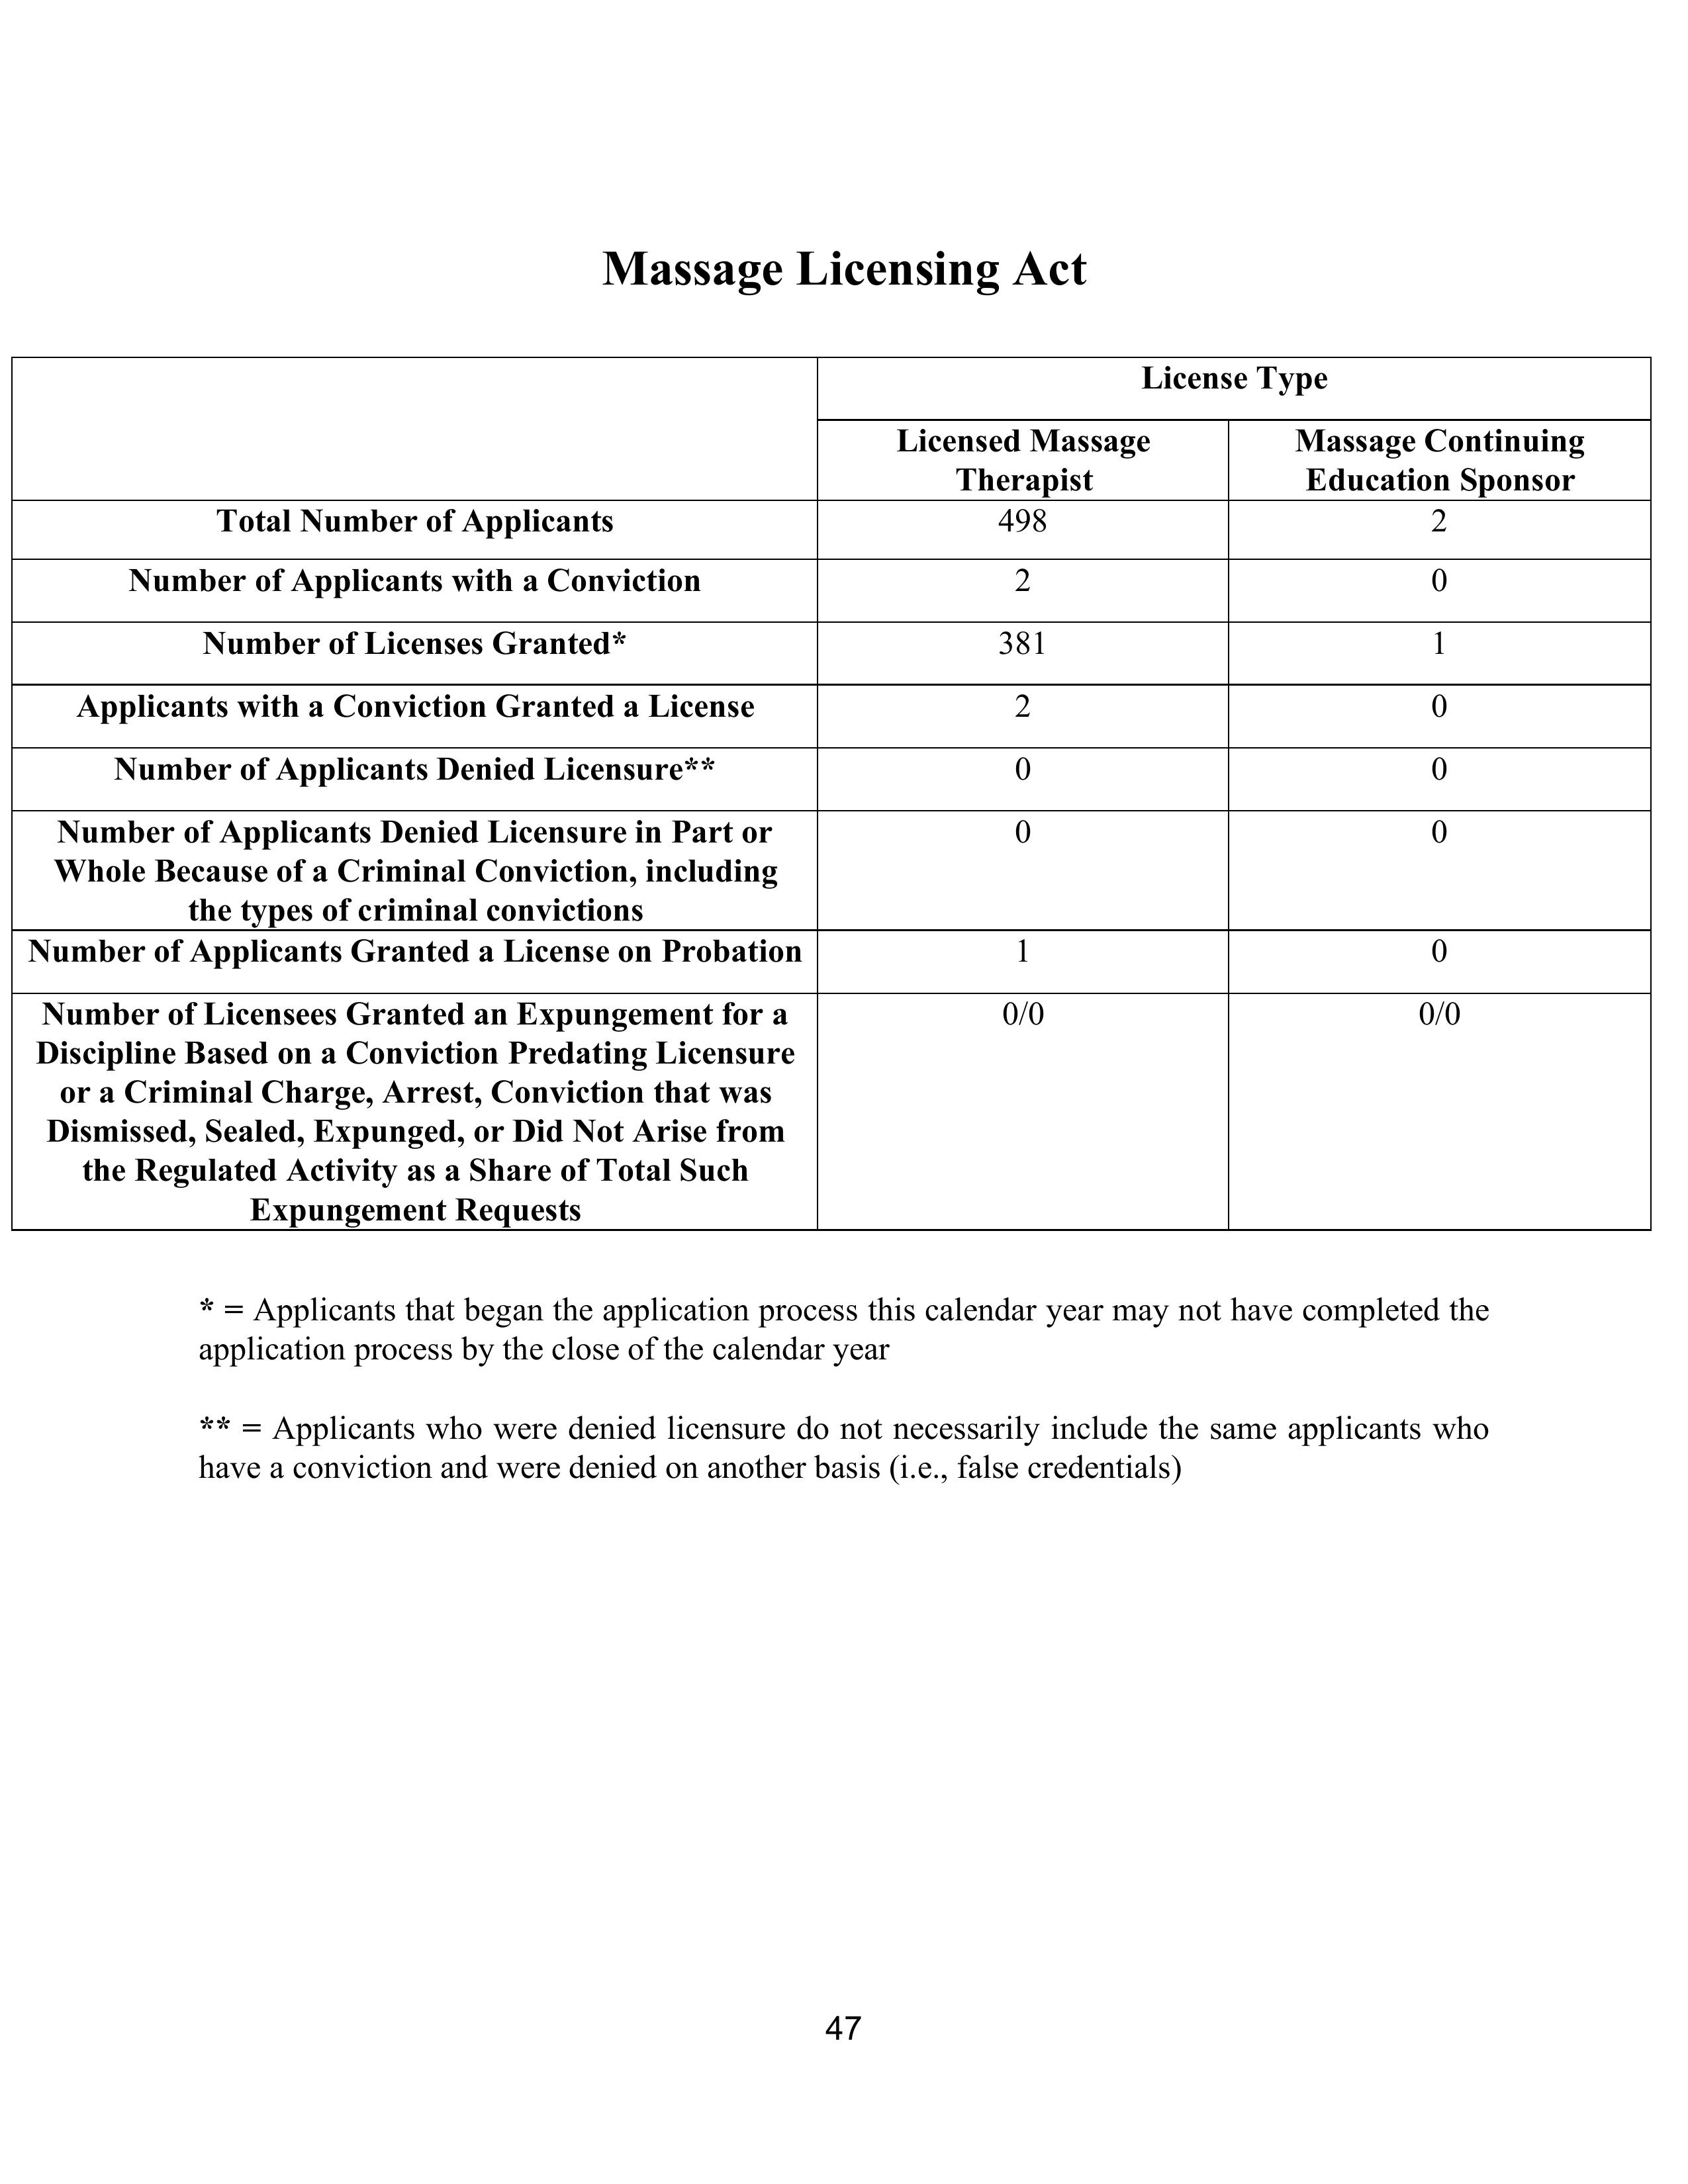 Massage Licensing Act
License Type
Licensed Massage
Therapist
Massage Continuing
Education Sponsor
Total Number of Applicants 498 2
Number of Applicants with a Conviction 2 0
Number of Licenses Granted* 381 1
Applicants with a Conviction Granted a License 2 0
Number of Applicants Denied Licensure** 0 0
Number of Applicants Denied Licensure in Part or 0 0
Whole Because of a Criminal Conviction, including
the types of criminal convictions
Number of Applicants Granted a License on Probation 1 0
Number of Licensees Granted an Expungement for a 0/0 0/0
Discipline Based on a Conviction Predating Licensure
or a Criminal Charge, Arrest, Conviction that was
Dismissed, Sealed, Expunged, or Did Not Arise from
the Regulated Activity as a Share of Total Such
Expungement Requests
* = Applicants that began the application process this calendar year may not have completed the
application process by the close of the calendar year
** = Applicants who were denied licensure do not necessarily include the same applicants who
have a conviction and were denied on another basis (i.e., false credentials)
47